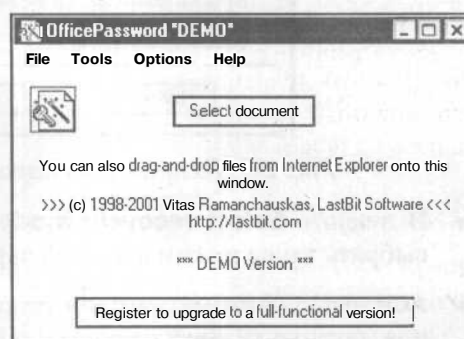 OfficePassword "DEMO"
File Tools Options Help
Select document
You can also drag-and-drop files from Internet Explorer onto this
window.
>>> (c) 1998-2001 Vitas Ramanchauskas, LastBit Software <<<
http://lastbit.com
*** DEMO Version ***
Register to upgrade to a full-functional version!